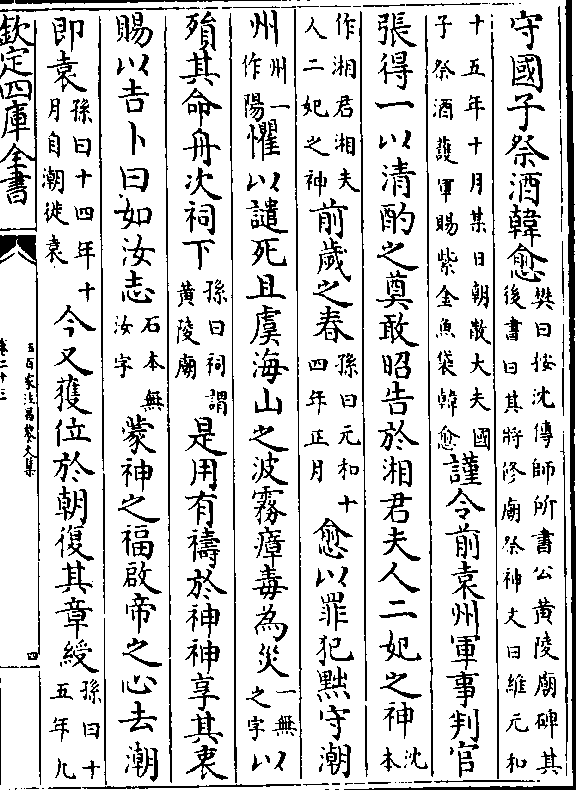 守國子祭酒韓愈樊曰按沈傳師所書公黄陵廟碑其後書曰其將修廟祭神文曰維元和
十五年十月某日朝散大夫國子祭酒護軍賜紫金魚袋韓愈謹令前袁州軍事判官
張得一以清酌之奠敢昭告於湘君夫人二妃之神沈本
作湘君湘夫人二妃之神前歲之春孫曰元和十四年正月愈以罪犯黜守潮
州州一作陽懼以譴死且虞海山之波霧瘴毒為災一無之字以
殞其命舟次祠下孫曰祠謂黄陵廟是用有禱於神神享其衷
賜以吉卜曰如汝志石本無汝字蒙神之福啟帝之心去潮
即袁孫曰十四年十月自潮徙袁今又獲位於朝復其章綬孫曰十五年九
欽定四庫全書
五百家注昌黎文集
卷二十三
四